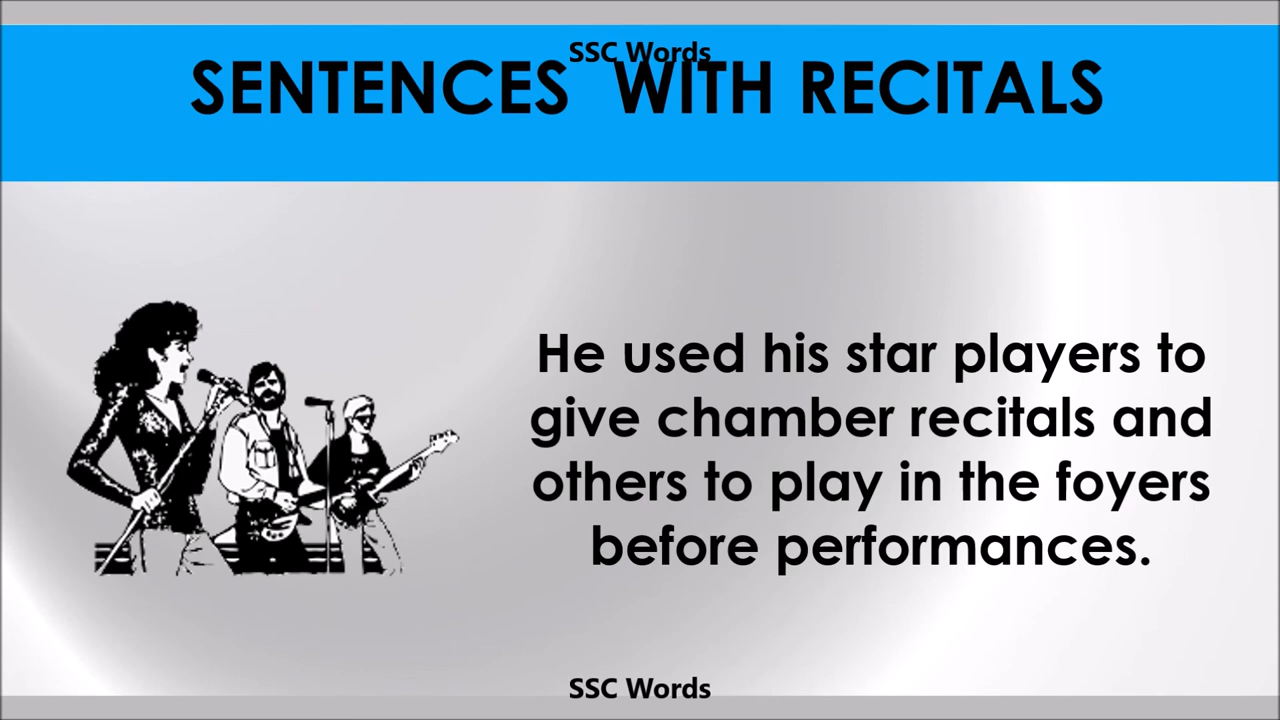 SSC Words
SENTENCES WITH RECITALS
He used his star players to
give chamber recitals and
others to play in the foyers
before performances.
SSC Words